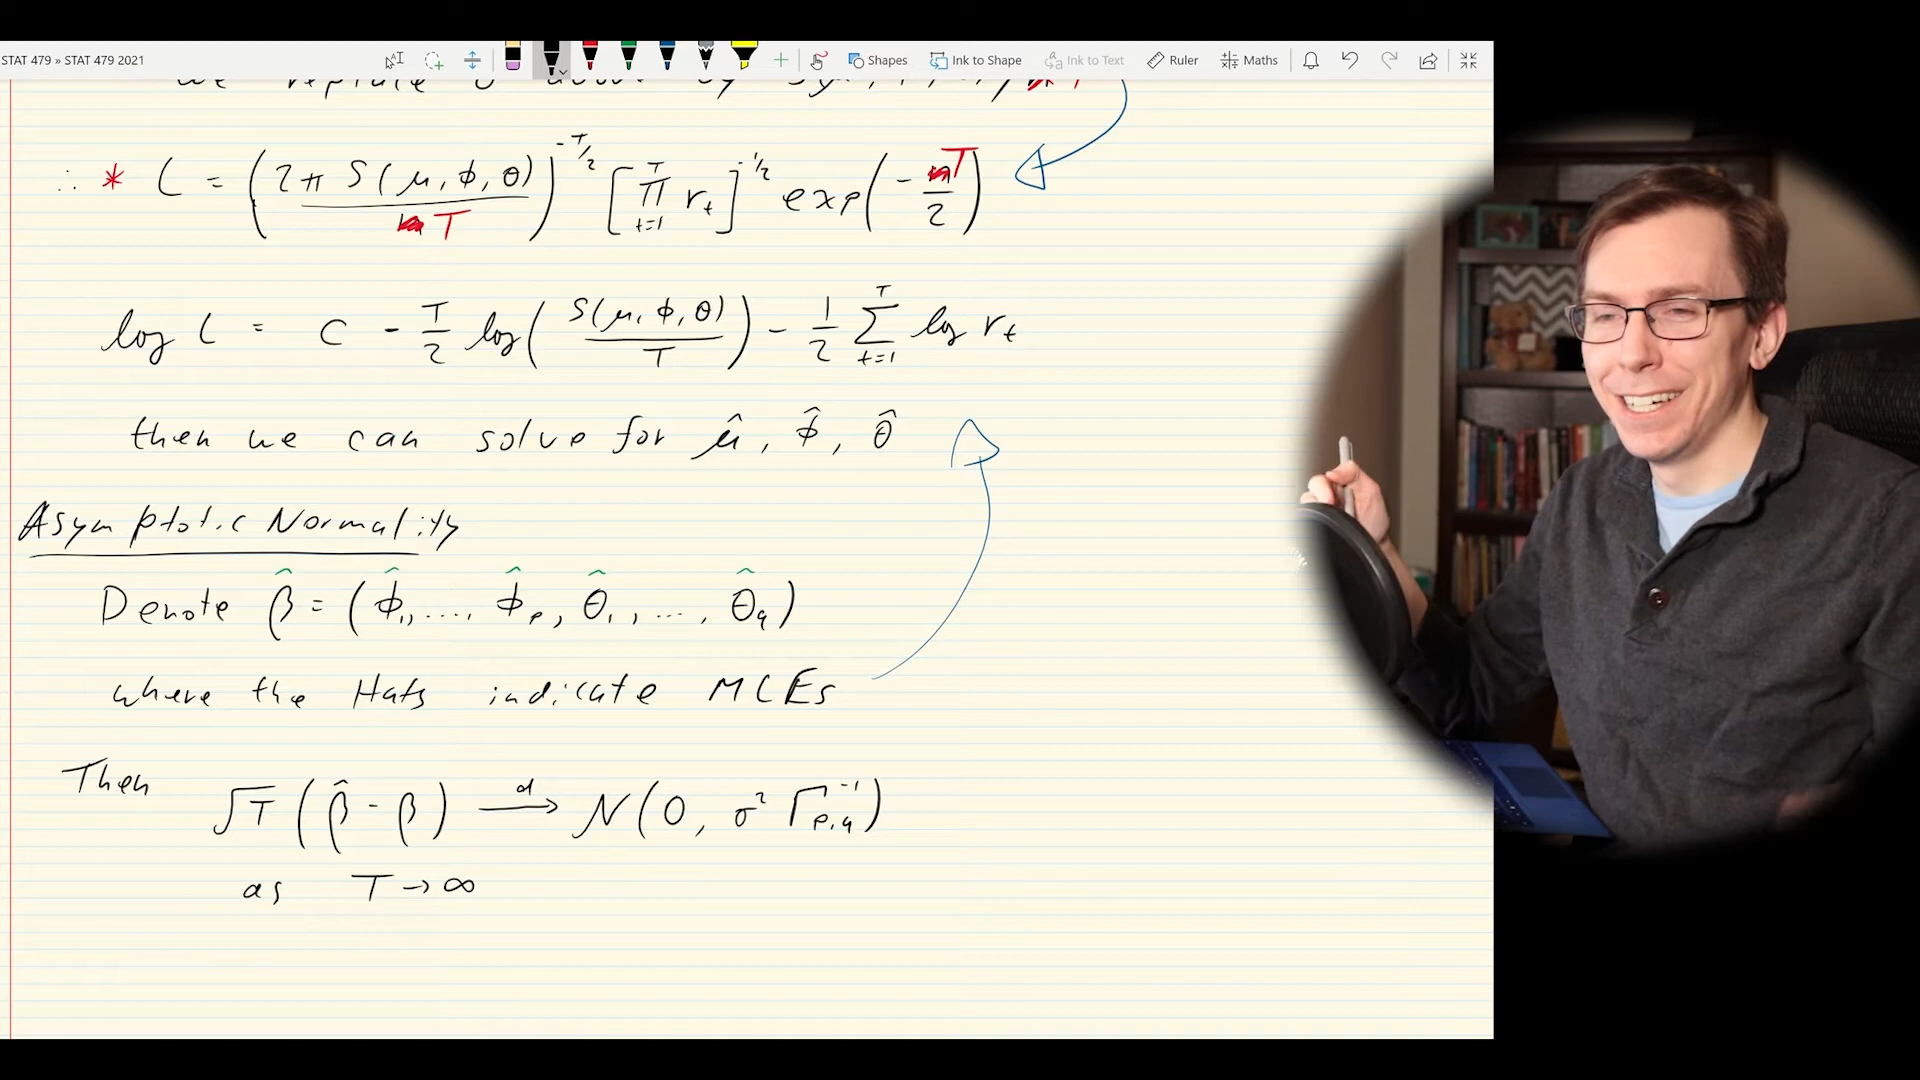 STAT 479 » STAT 479 2021
Shapes Ink to Shape Ink to Text Ruler Maths
∴ * L = (2π S(μ, φ, θ) / T)^{-T/2} [∏_{t=1}^{T} r_t]^{-1/2} exp(-T/2)
log L = C - T/2 log(S(μ, φ, θ) / T) - 1/2 ∑_{t=1}^{T} log r_t
then we can solve for μ̂, φ̂, θ̂
Asymptotic Normality
Denote β̂ = (φ̂₁, ..., φ̂_p, θ̂₁, ..., θ̂_q)
where the Hats indicate MLEs
Then
√T (β̂ - β) →^d N(0, σ² Γ_{p,q}^{-1})
as T → ∞